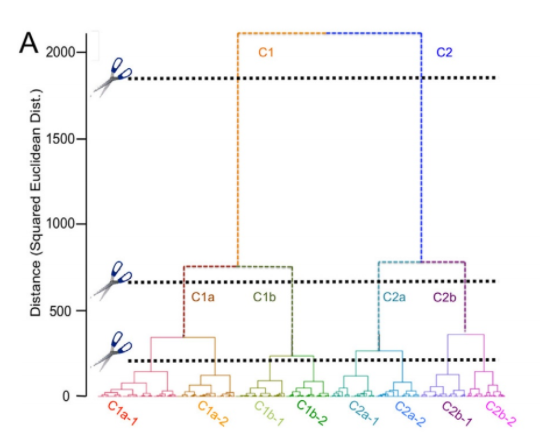 A
Distance (Squared Euclidean Dist.)
2000
1500
1000
500
0
C1
C2
C1a
C1b
C2a
C2b
C1a-1
C1a-2
C1b-1
C1b-2
C2a-1
C2a-2
C2b-1
C2b-2